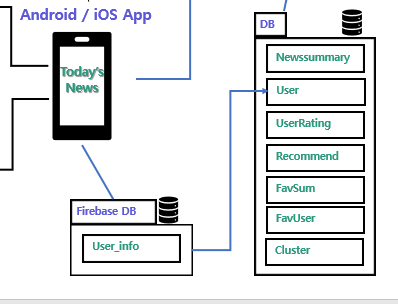 Android / iOS App
Today's
News
DB
Newssummary
User
UserRating
Recommend
FavSum
FavUser
Cluster
Firebase DB
User_info